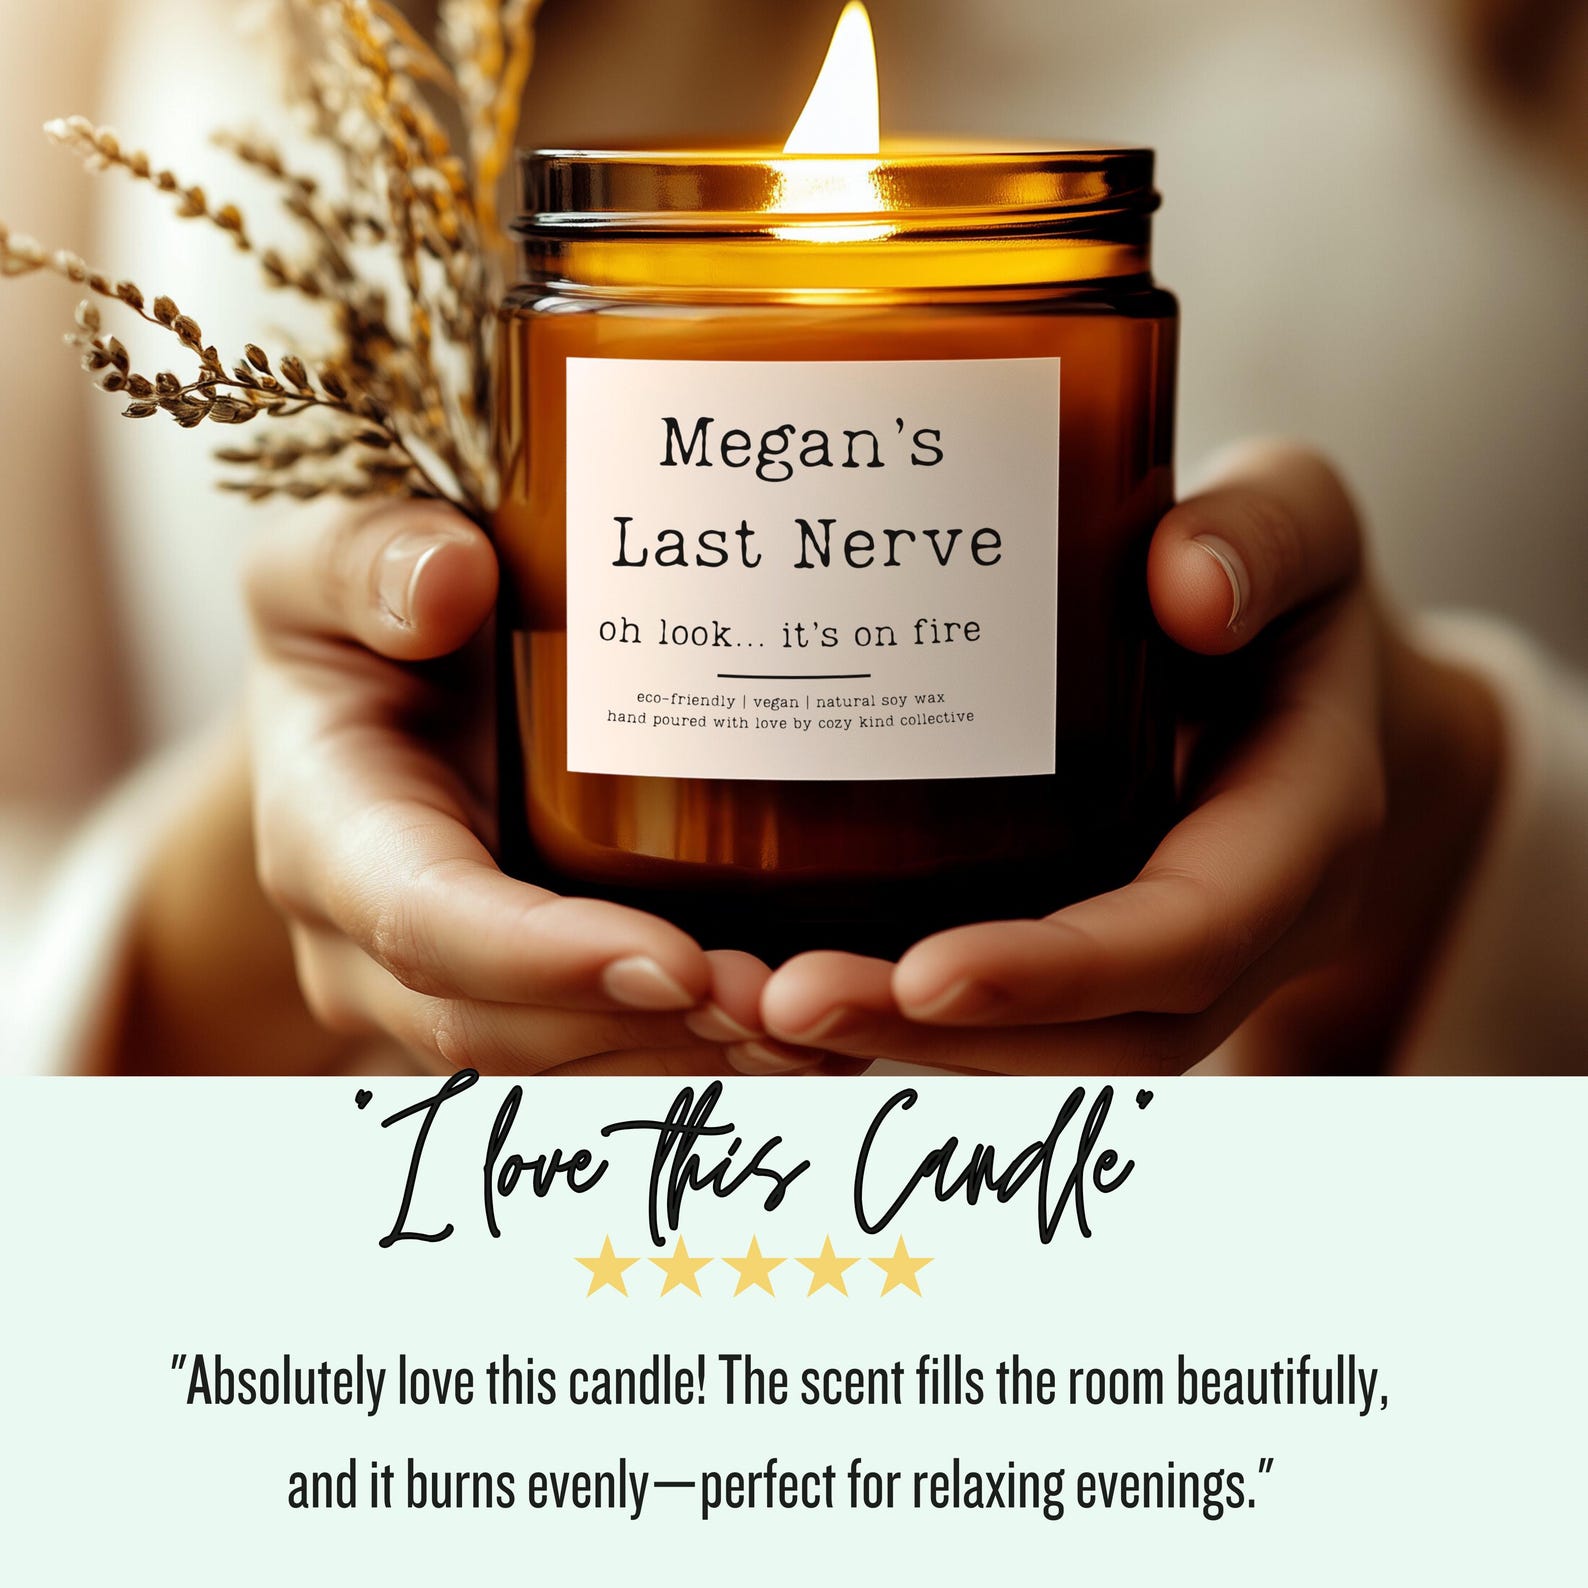 Megan's
Last Nerve
oh look... it's on fire
eco-friendly | vegan | natural soy wax
hand poured with love by cozy kind collective
"I love this Candle"
"Absolutely love this candle! The scent fills the room beautifully,
and it burns evenly—perfect for relaxing evenings."